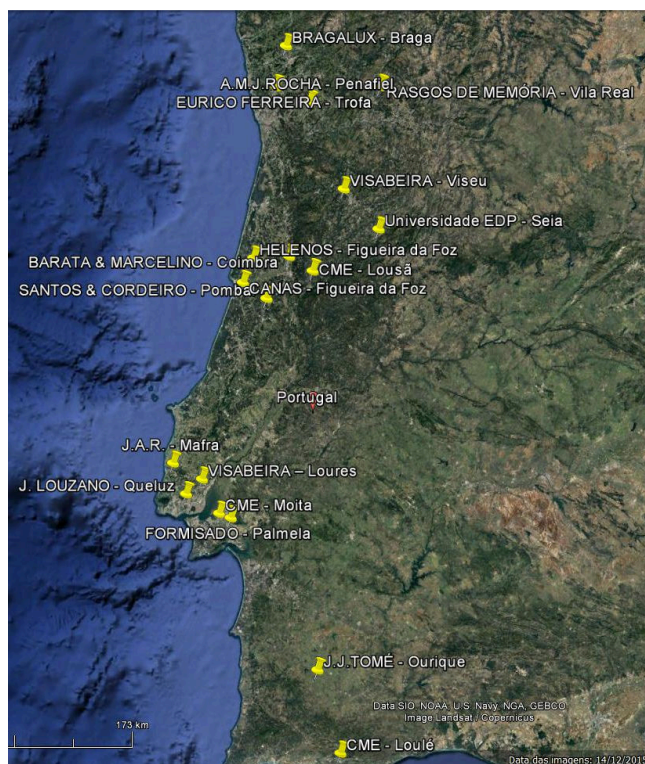 BRAGALUX - Braga
A.M.J.ROCHA - Penafiel
RASGOS DE MEMÓRIA - Vila Real
EURICO FERREIRA - Trofa
VISABEIRA - Viseu
Universidade EDP - Seia
HELENOS - Figueira da Foz
BARATA & MARCELINO - Coimbra
CME - Lousã
SANTOS & CORDEIRO - Pomba
CANAS - Figueira da Foz
Portugal
J.A.R. - Mafra
VISABEIRA – Loures
J. LOUZANO - Queluz
CME - Moita
FORMISADO - Palmela
J.J.TOMÉ - Ourique
Data SIO, NOAA, U.S. Navy, NGA, GEBCO
Image Landsat / Copernicus
173 km
CME - Loulé
Data das imagens: 14/12/2015